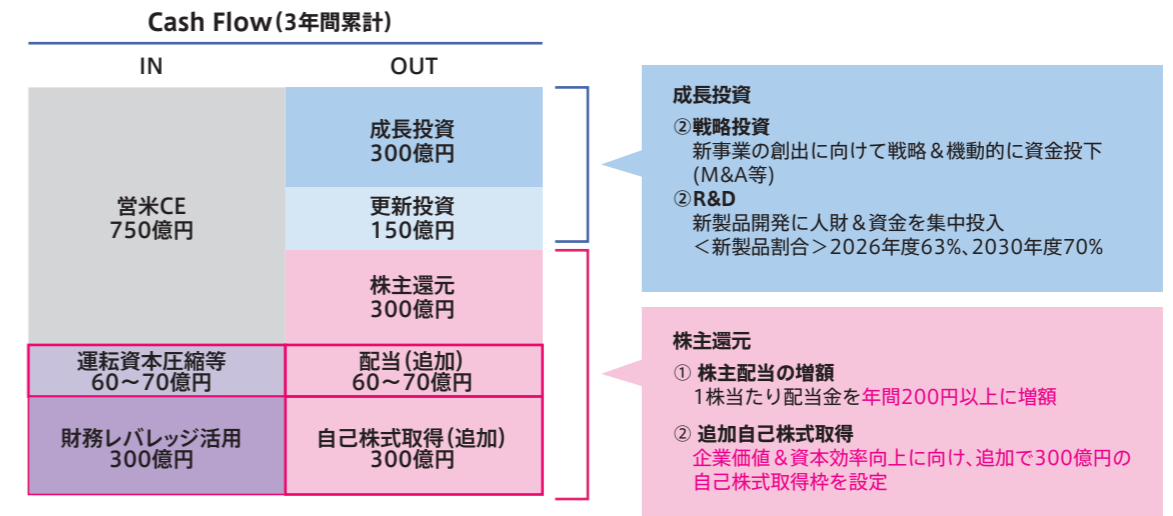 Cash Flow(3年間累計)
IN
OUT
営米CE
750億円
成長投資
300億円
更新投資
150億円
株主還元
300億円
運転資本圧縮等
60～70億円
配当(追加)
60～70億円
財務レバレッジ活用
300億円
自己株式取得(追加)
300億円
成長投資
②戦略投資
新事業の創出に向けて戦略＆機動的に資金投下
(M&A等)
②R&D
新製品開発に人財＆資金を集中投入
＜新製品割合＞2026年度63%、2030年度70%
株主還元
① 株主配当の増額
1株当たり配当金を年間200円以上に増額
② 追加自己株式取得
企業価値＆資本効率向上に向け、追加で300億円の
自己株式取得枠を設定